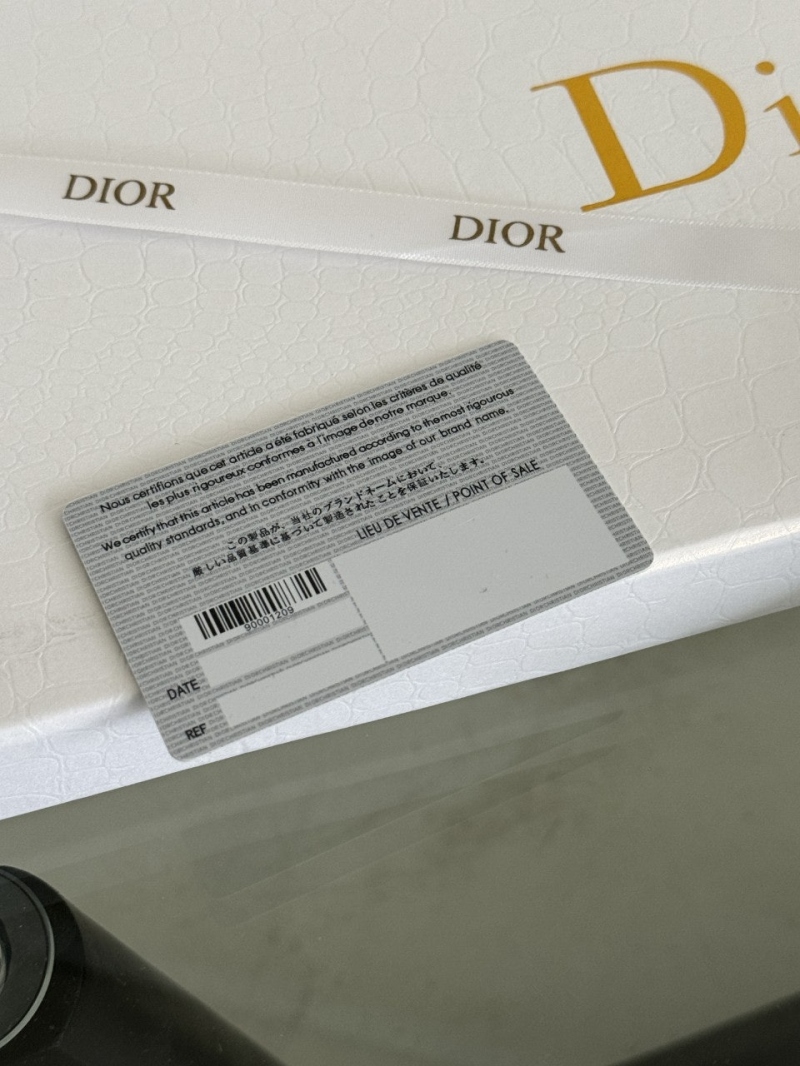 Di
DIOR DIOR
Nous certifions que cet article a été fabriqué selon les critères de qualité
les plus rigoureux conformes à l'image de notre marque.
We certify that this article has been manufactured according to the most rigourous
quality standards, and in conformity with the image of our brand name.
この製品が、当社のブランドネームにおいて、
厳しい品質基準に基づいて製造されたことを保証いたします。
LIEU DE VENTE / POINT OF SALE
90001209
DATE
REF